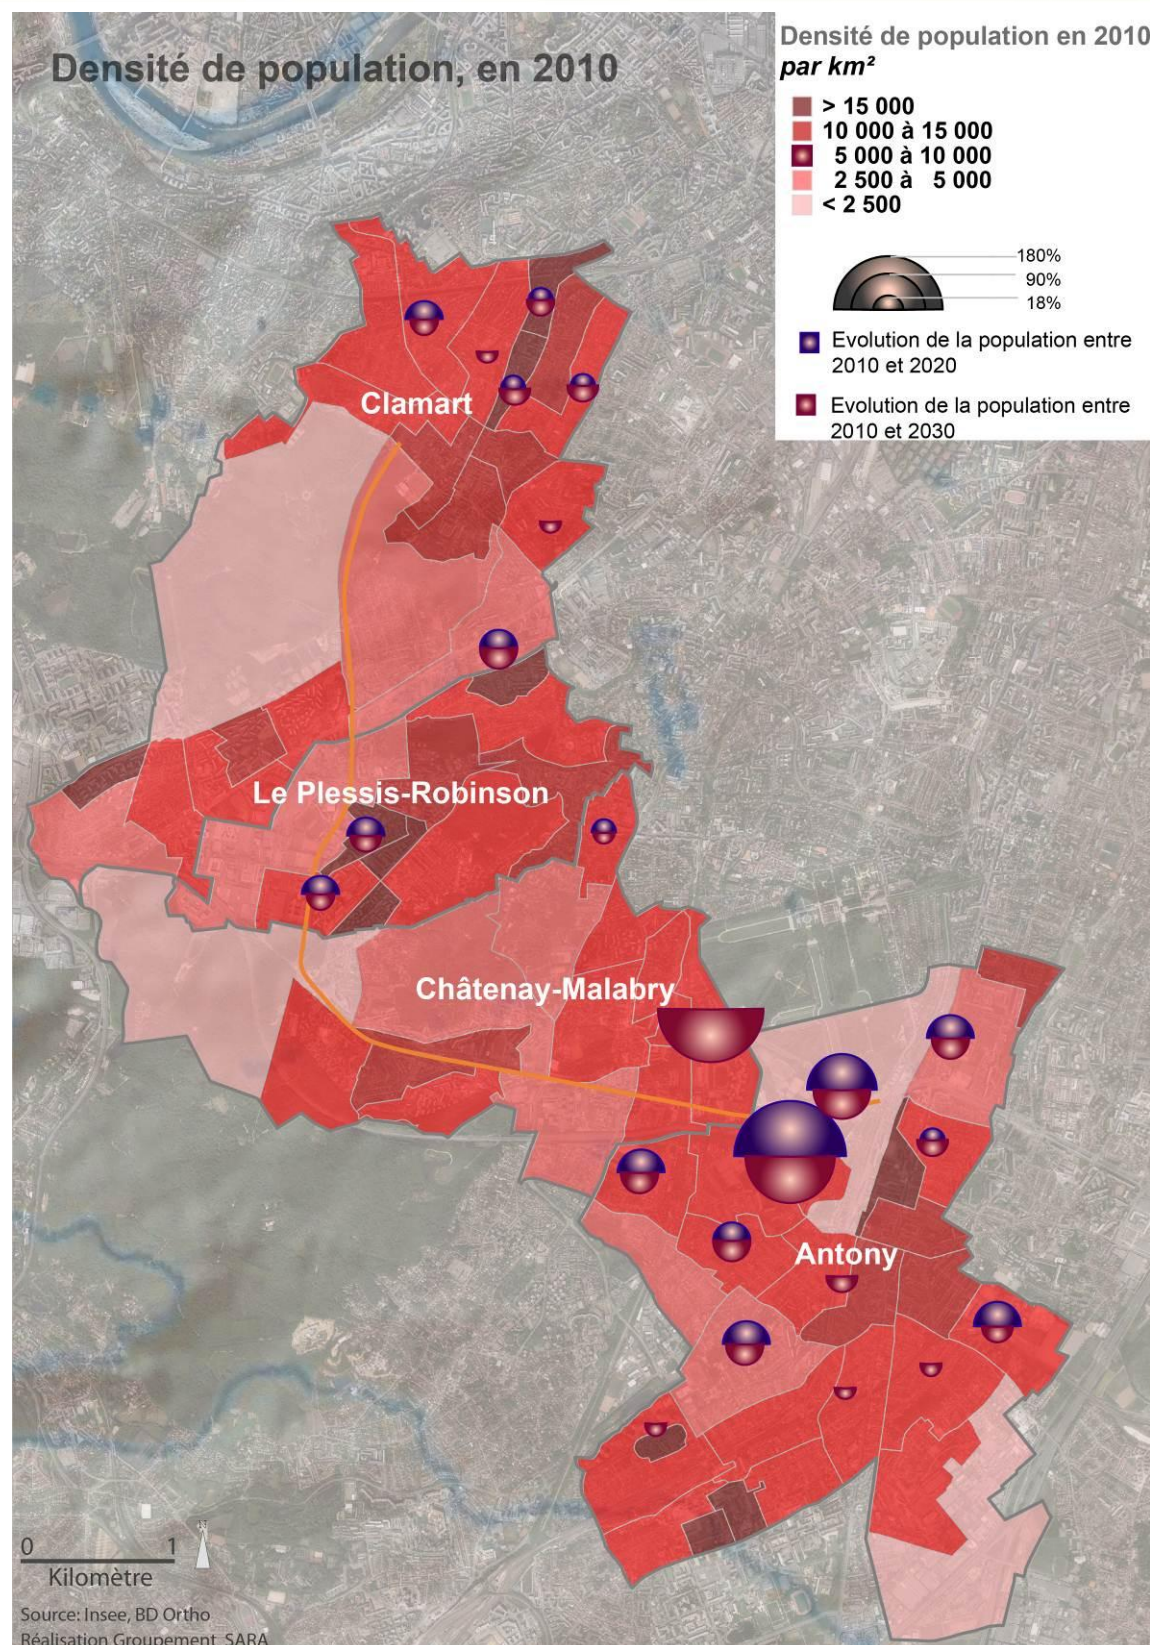 Densité de population, en 2010
Densité de population en 2010
par km²
> 15 000
10 000 à 15 000
5 000 à 10 000
2 500 à 5 000
< 2 500
180%
90%
18%
Evolution de la population entre
2010 et 2020
Evolution de la population entre
2010 et 2030
Clamart
Le Plessis-Robinson
Châtenay-Malabry
Antony
0 1
Kilomètre
Source: Insee, BD Ortho
Réalisation Groupement SARA